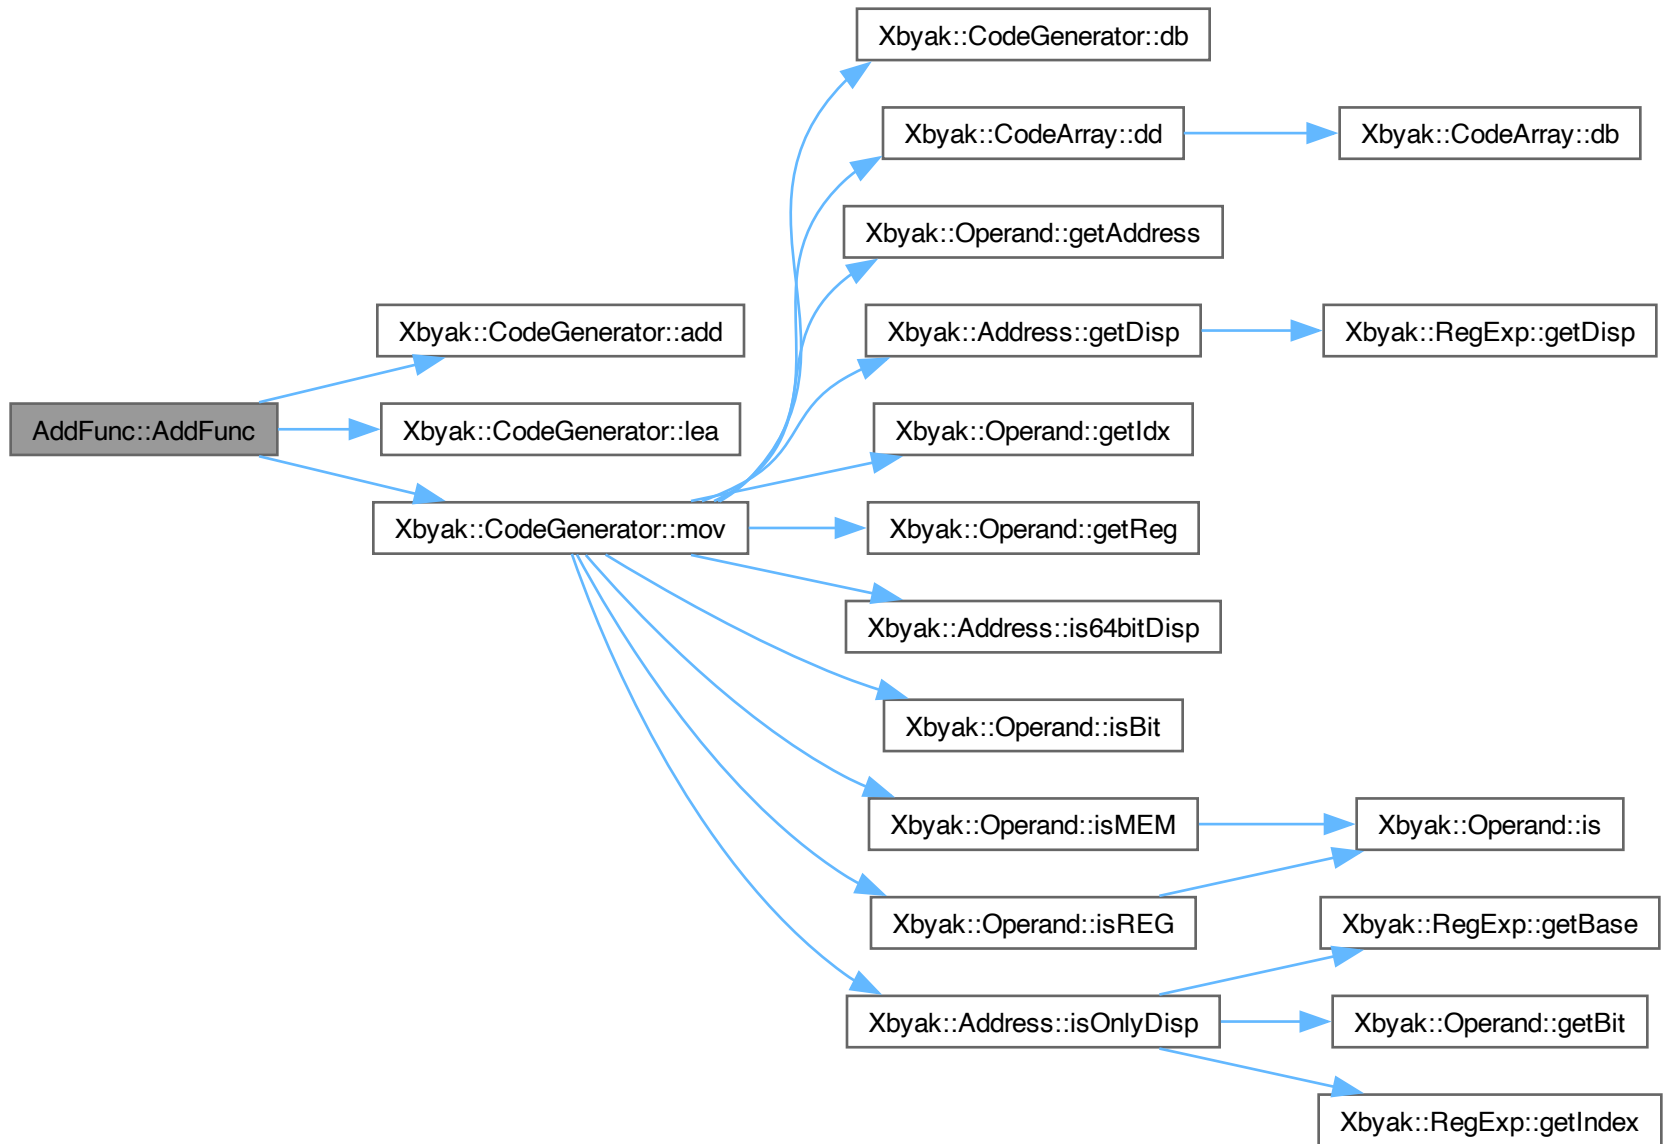 Xbyak::CodeGenerator::db
Xbyak::CodeArray::dd
Xbyak::CodeArray::db
Xbyak::Operand::getAddress
Xbyak::CodeGenerator::add
Xbyak::Address::getDisp
Xbyak::RegExp::getDisp
AddFunc::AddFunc
Xbyak::CodeGenerator::lea
Xbyak::Operand::getIdx
Xbyak::CodeGenerator::mov
Xbyak::Operand::getReg
Xbyak::Address::is64bitDisp
Xbyak::Operand::isBit
Xbyak::Operand::isMEM
Xbyak::Operand::is
Xbyak::Operand::isREG
Xbyak::RegExp::getBase
Xbyak::Address::isOnlyDisp
Xbyak::Operand::getBit
Xbyak::RegExp::getIndex